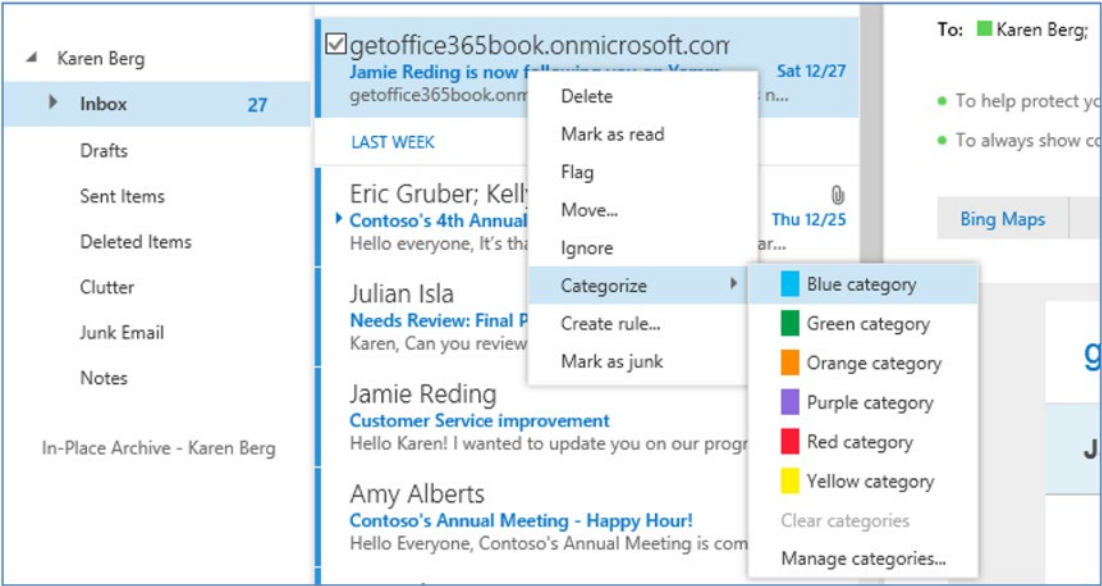 Karen Berg
Inbox 27
Drafts
Sent Items
Deleted Items
Clutter
Junk Email
Notes
In-Place Archive - Karen Berg
getoffice365book.onmicrosoft.com
Jamie Reding is now following you on Yamm Sat 12/27
getoffice365book.onm n...
LAST WEEK
Eric Gruber; Kell
Contoso's 4th Annual Thu 12/25
Hello everyone, It's tha ar...
Julian Isla
Needs Review: Final P
Karen, Can you review
Jamie Reding
Customer Service improvement
Hello Karen! I wanted to update you on our progr
Amy Alberts
Contoso's Annual Meeting - Happy Hour!
Hello Everyone, Contoso's Annual Meeting is com
Delete
Mark as read
Flag
Move...
Ignore
Categorize
Create rule...
Mark as junk
Blue category
Green category
Orange category
Purple category
Red category
Yellow category
Clear categories
Manage categories...
To: Karen Berg;
To help protect yo
To always show co
Bing Maps
g
J